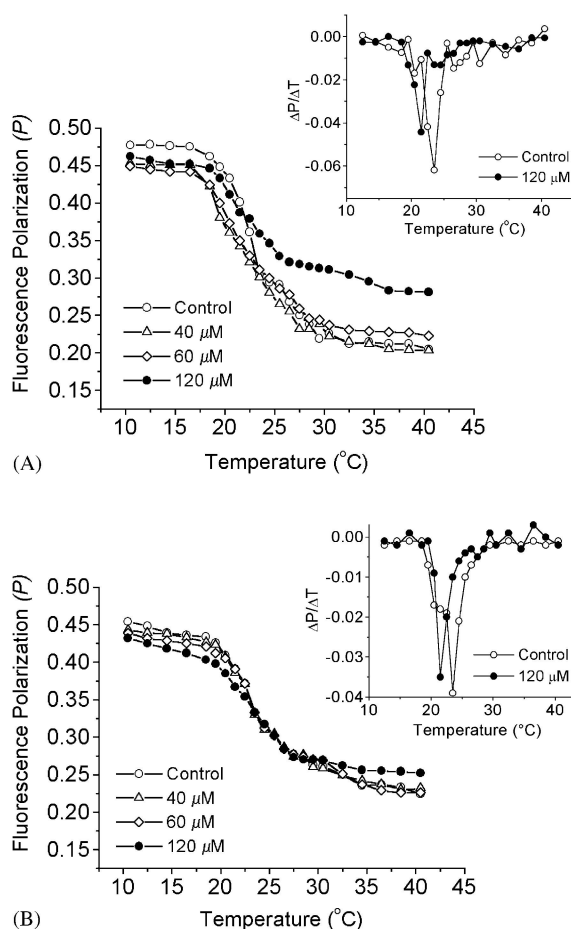 0.00
-0.02
-0.04
-0.06
ΔP/ΔT
Control
120 μM
10 20 30 40
Temperature (°C)
0.50
0.45
0.40
0.35
0.30
0.25
0.20
0.15
Fluorescence Polarization (P)
Control
40 μM
60 μM
120 μM
10 15 20 25 30 35 40 45
Temperature (°C)
(A)
0.00
-0.01
-0.02
-0.03
-0.04
ΔP/ΔT
Control
120 μM
10 20 30 40
Temperature (°C)
0.50
0.45
0.40
0.35
0.30
0.25
0.20
0.15
Fluorescence Polarization (P)
Control
40 μM
60 μM
120 μM
10 15 20 25 30 35 40 45
Temperature (°C)
(B)